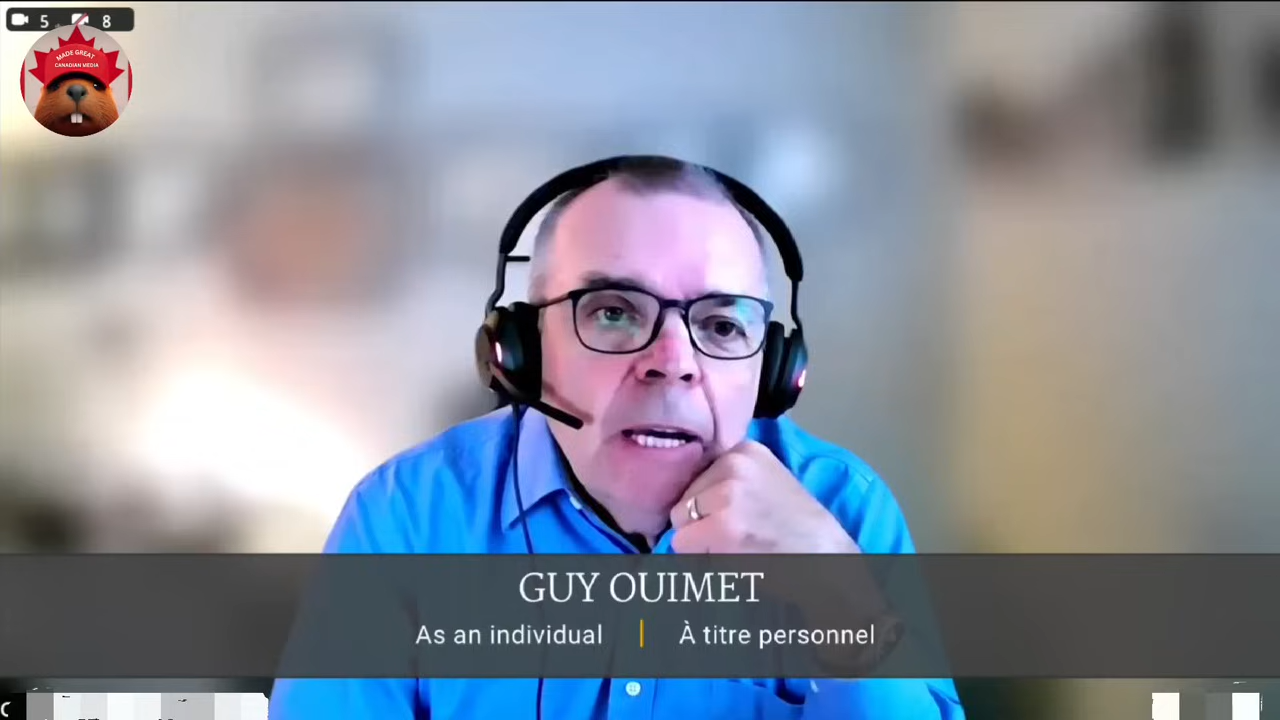 5 8
MADE GREAT
CANADIAN MEDIA
GUY OUIMET
As an individual | À titre personnel